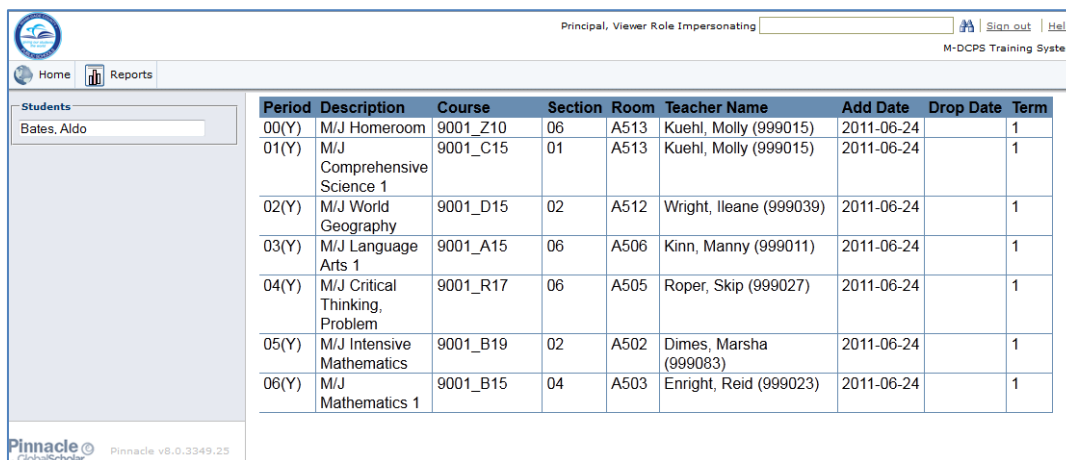 Principal, Viewer Role Impersonating Sign out Hel
M-DCPS Training Syste
Home Reports
Students
Bates, Aldo
Period Description Course Section Room Teacher Name Add Date Drop Date Term
00(Y) M/J Homeroom 9001_Z10 06 A513 Kuehl, Molly (999015) 2011-06-24 1
01(Y) M/J 9001_C15 01 A513 Kuehl, Molly (999015) 2011-06-24 1
Comprehensive
Science 1
02(Y) M/J World 9001_D15 02 A512 Wright, Ileane (999039) 2011-06-24 1
Geography
03(Y) M/J Language 9001_A15 06 A506 Kinn, Manny (999011) 2011-06-24 1
Arts 1
04(Y) M/J Critical 9001_R17 06 A505 Roper, Skip (999027) 2011-06-24 1
Thinking,
Problem
05(Y) M/J Intensive 9001_B19 02 A502 Dimes, Marsha 2011-06-24 1
Mathematics (999083)
06(Y) M/J 9001_B15 04 A503 Enright, Reid (999023) 2011-06-24 1
Mathematics 1
Pinnacle © Pinnacle v8.0.3349.25
GlobalScholar